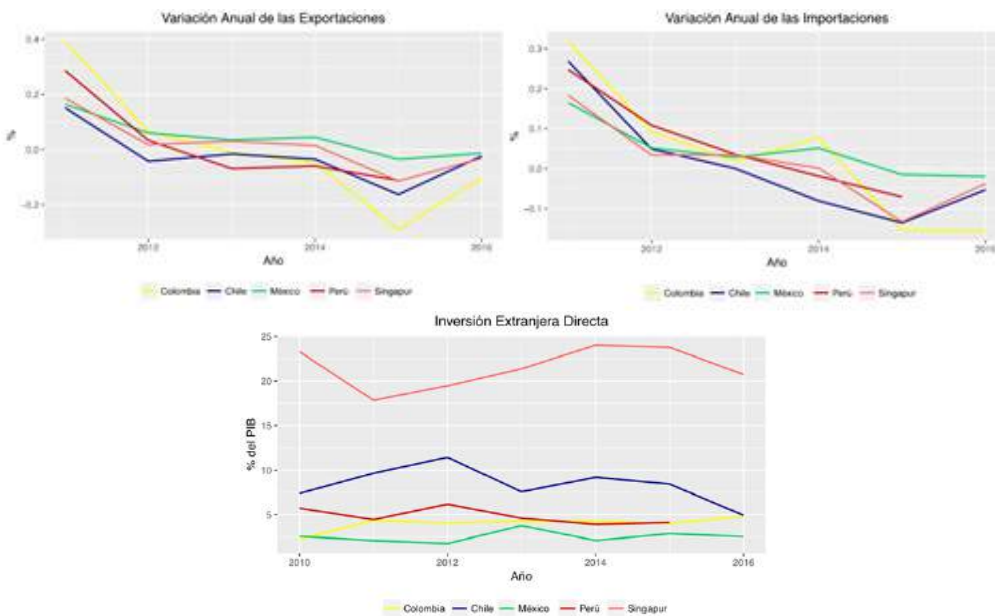 Variación Anual de las Exportaciones
0.4
0.2
0.0
−0.2
%
2012
2014
2016
Año
Colombia
Chile
México
Perú
Singapur
Variación Anual de las Importaciones
0.3
0.2
0.1
0.0
−0.1
%
2012
2014
2016
Año
Colombia
Chile
México
Perú
Singapur
Inversión Extranjera Directa
25
20
15
10
5
% del PIB
2010
2012
2014
2016
Año
Colombia
Chile
México
Perú
Singapur